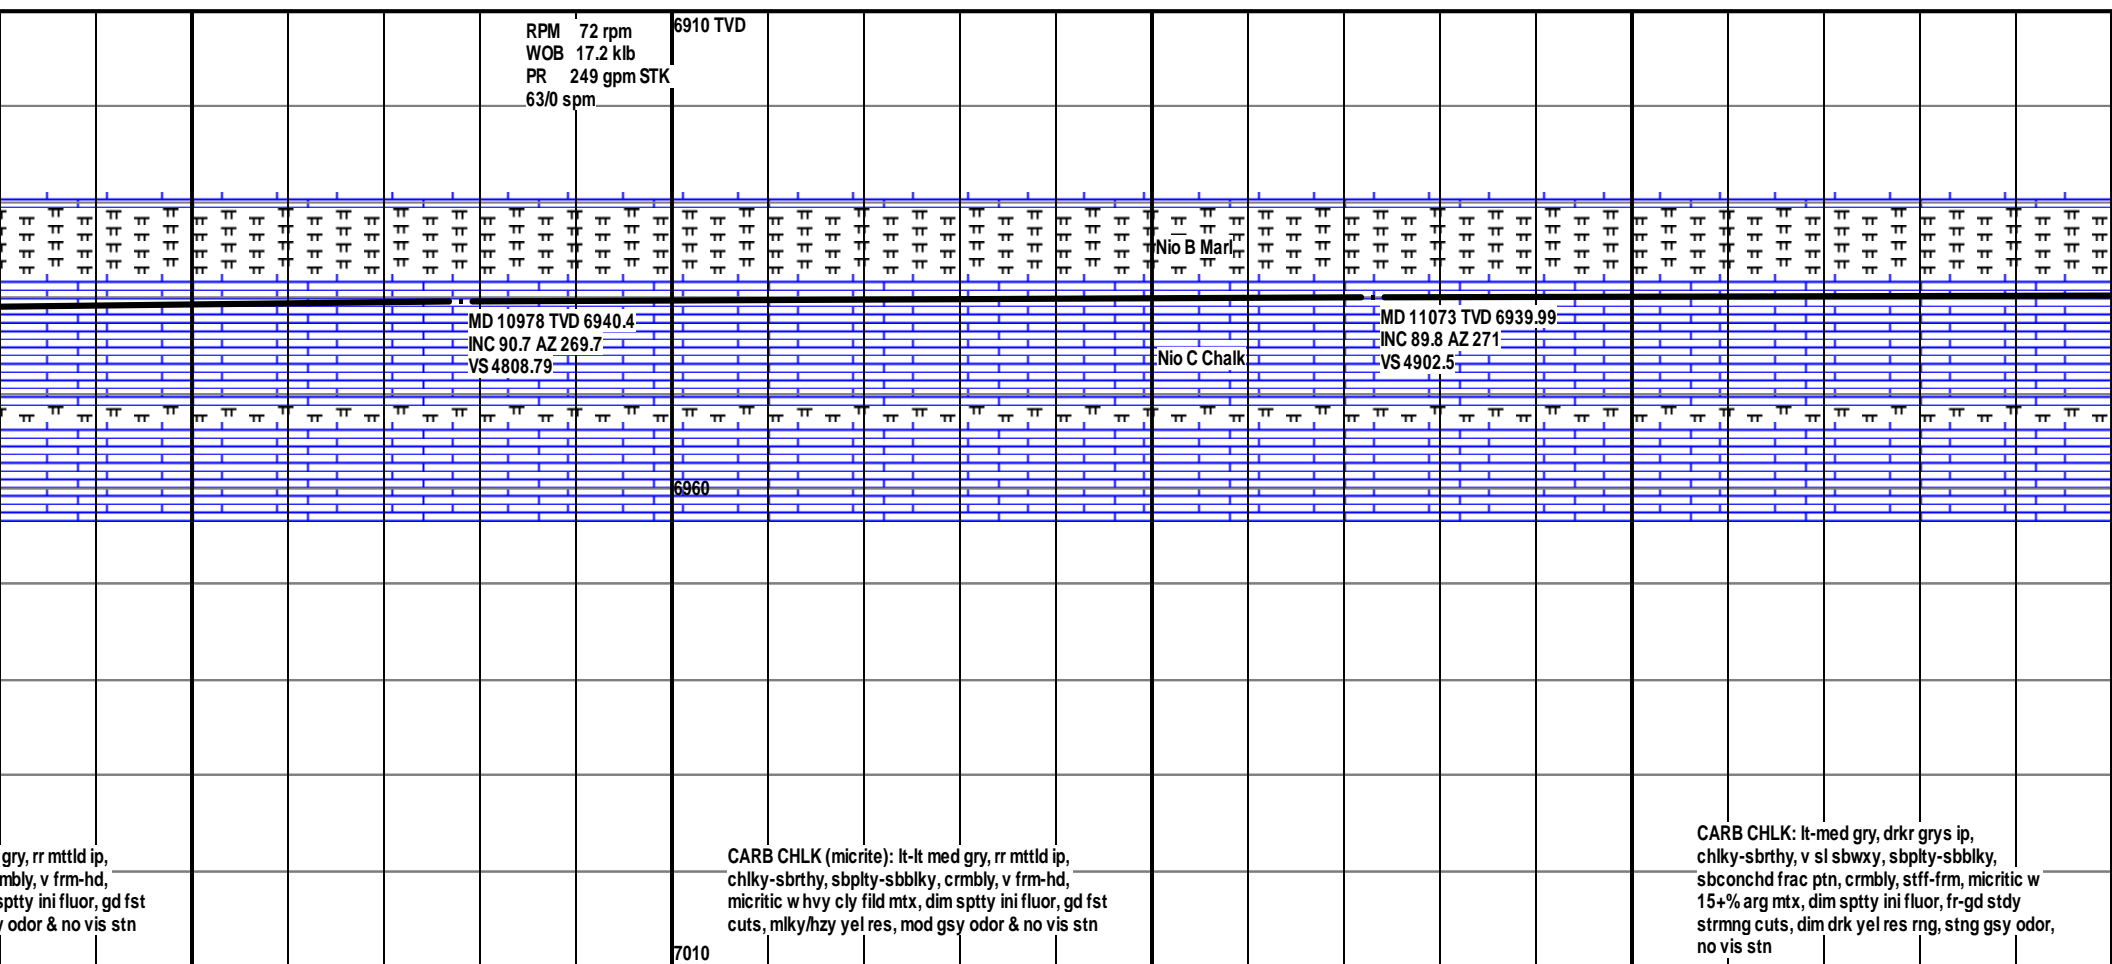 RPM 72 rpm
WOB 17.2 klb
PR 249 gpm STK
63/0 spm
6910 TVD
Nio B Marl
MD 10978 TVD 6940.4
INC 90.7 AZ 269.7
VS 4808.79
Nio C Chalk
MD 11073 TVD 6939.99
INC 89.8 AZ 271
VS 4902.5
6960
gry, rr mttld ip,
mbly, v frm-hd,
sptty ini fluor, gd fst
odor & no vis stn
CARB CHLK (micrite): lt-lt med gry, rr mttld ip,
chlky-sbrthy, sbplty-sbblky, crmbly, v frm-hd,
micritic w hvy cly fild mtx, dim sptty ini fluor, gd fst
cuts, mlky/hzy yel res, mod gsy odor & no vis stn
CARB CHLK: lt-med gry, drkr grys ip,
chlky-sbrthy, v sl sbwxy, sbplty-sbblky,
sbconchd frac ptn, crmbly, stff-frm, micritic w
15+% arg mtx, dim sptty ini fluor, fr-gd stdy
strmng cuts, dim drk yel res rng, stng gsy odor,
no vis stn
7010